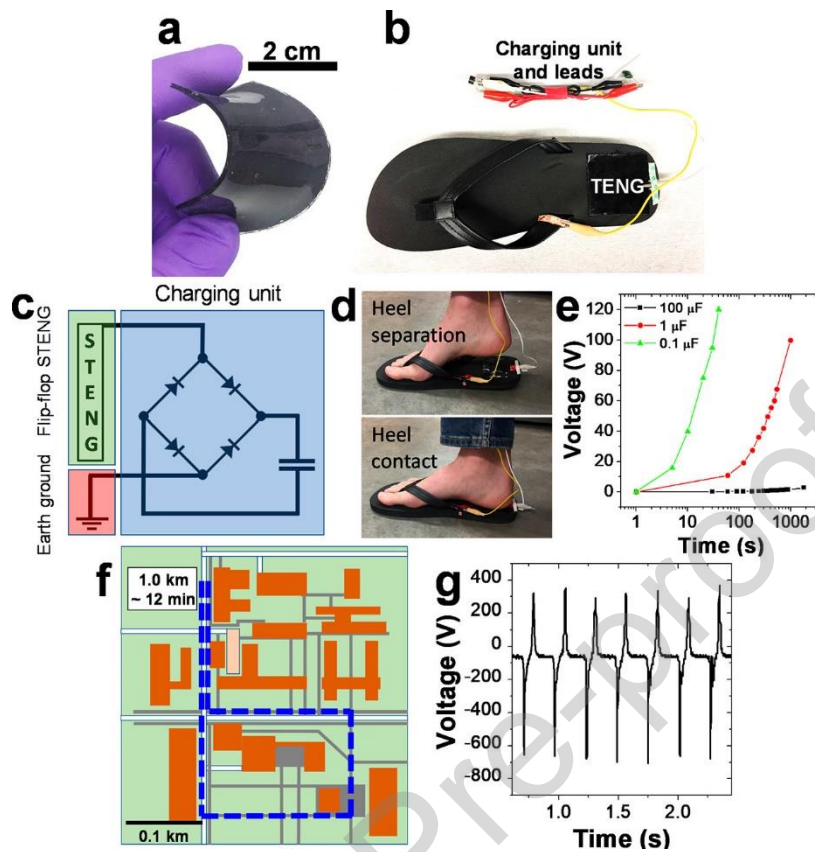 a
2 cm
b
Charging unit
and leads
TENG
c
Charging unit
Flip-flop STENG
Earth ground
S
T
E
N
G
d
Heel
separation
Heel
contact
e
120
100
80
60
40
20
0
100 μF
1 μF
0.1 μF
Voltage (V)
1 10 100 1000
Time (s)
f
1.0 km
~ 12 min
0.1 km
g
400
200
0
-200
-400
-600
-800
Voltage (V)
1.0 1.5 2.0
Time (s)
Pre-proof